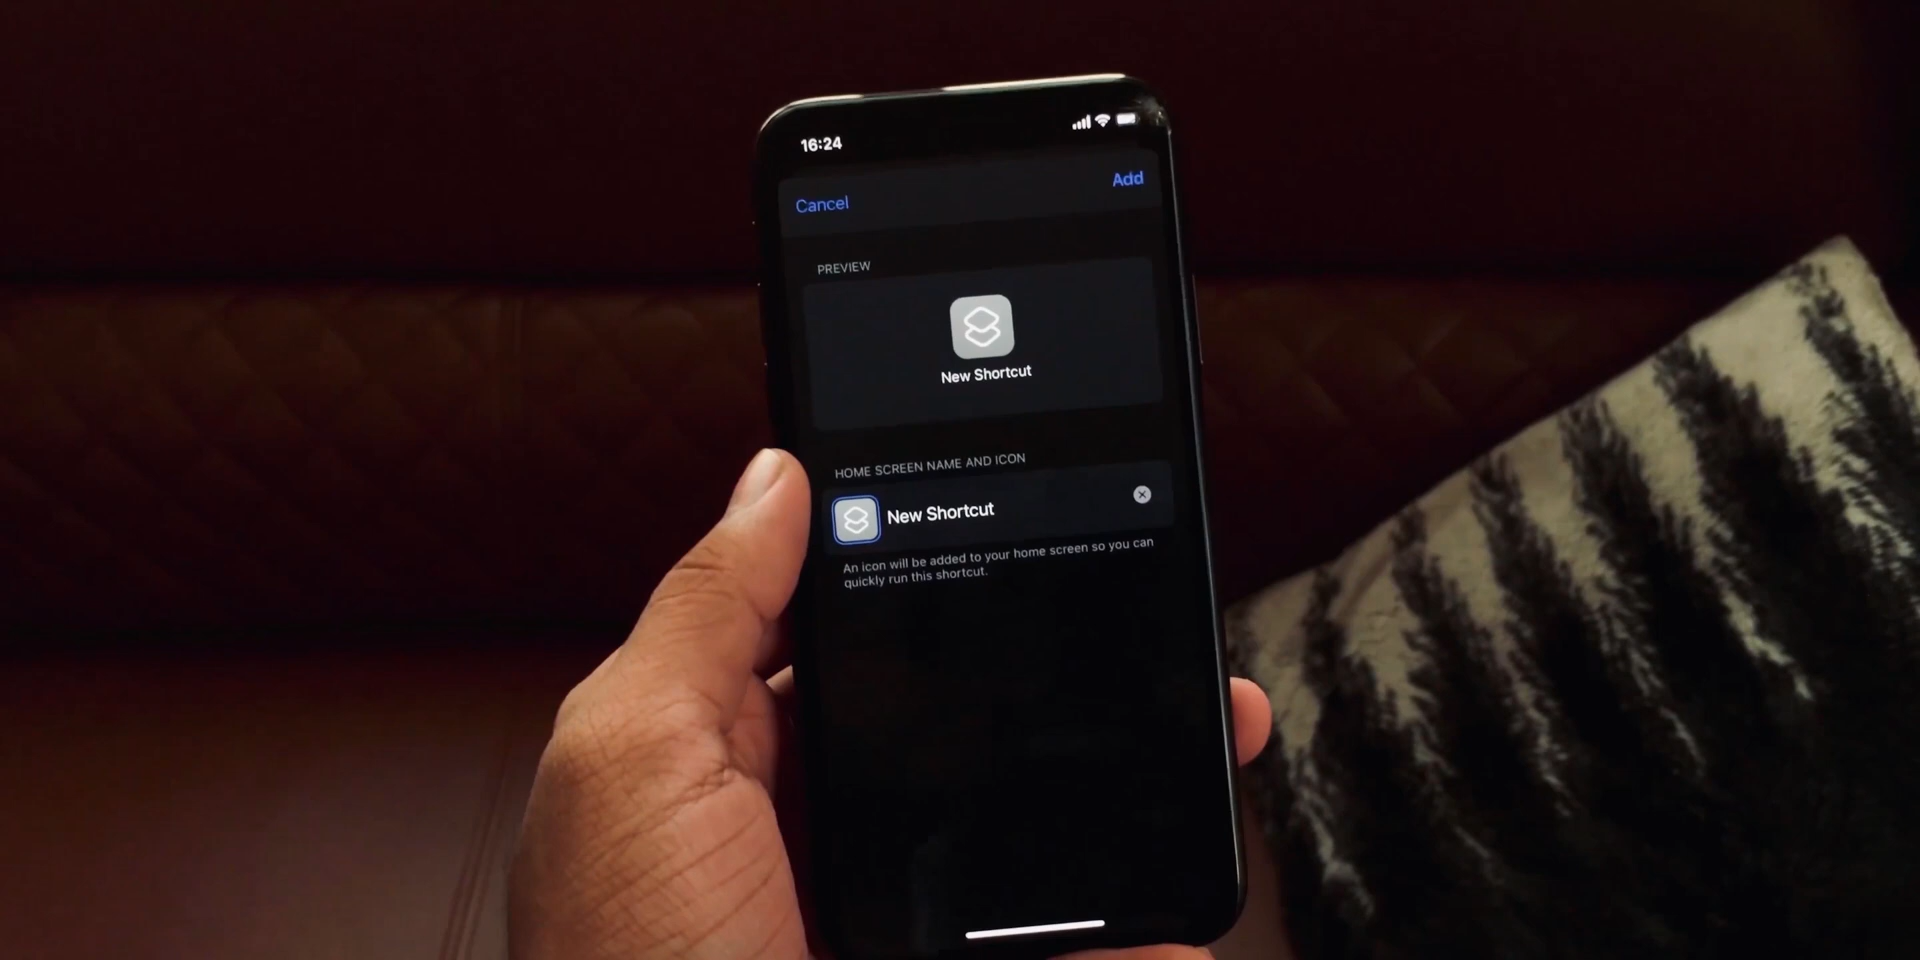 16:24
Cancel
Add
PREVIEW
New Shortcut
HOME SCREEN NAME AND ICON
New Shortcut
An icon will be added to your home screen so you can
quickly run this shortcut.